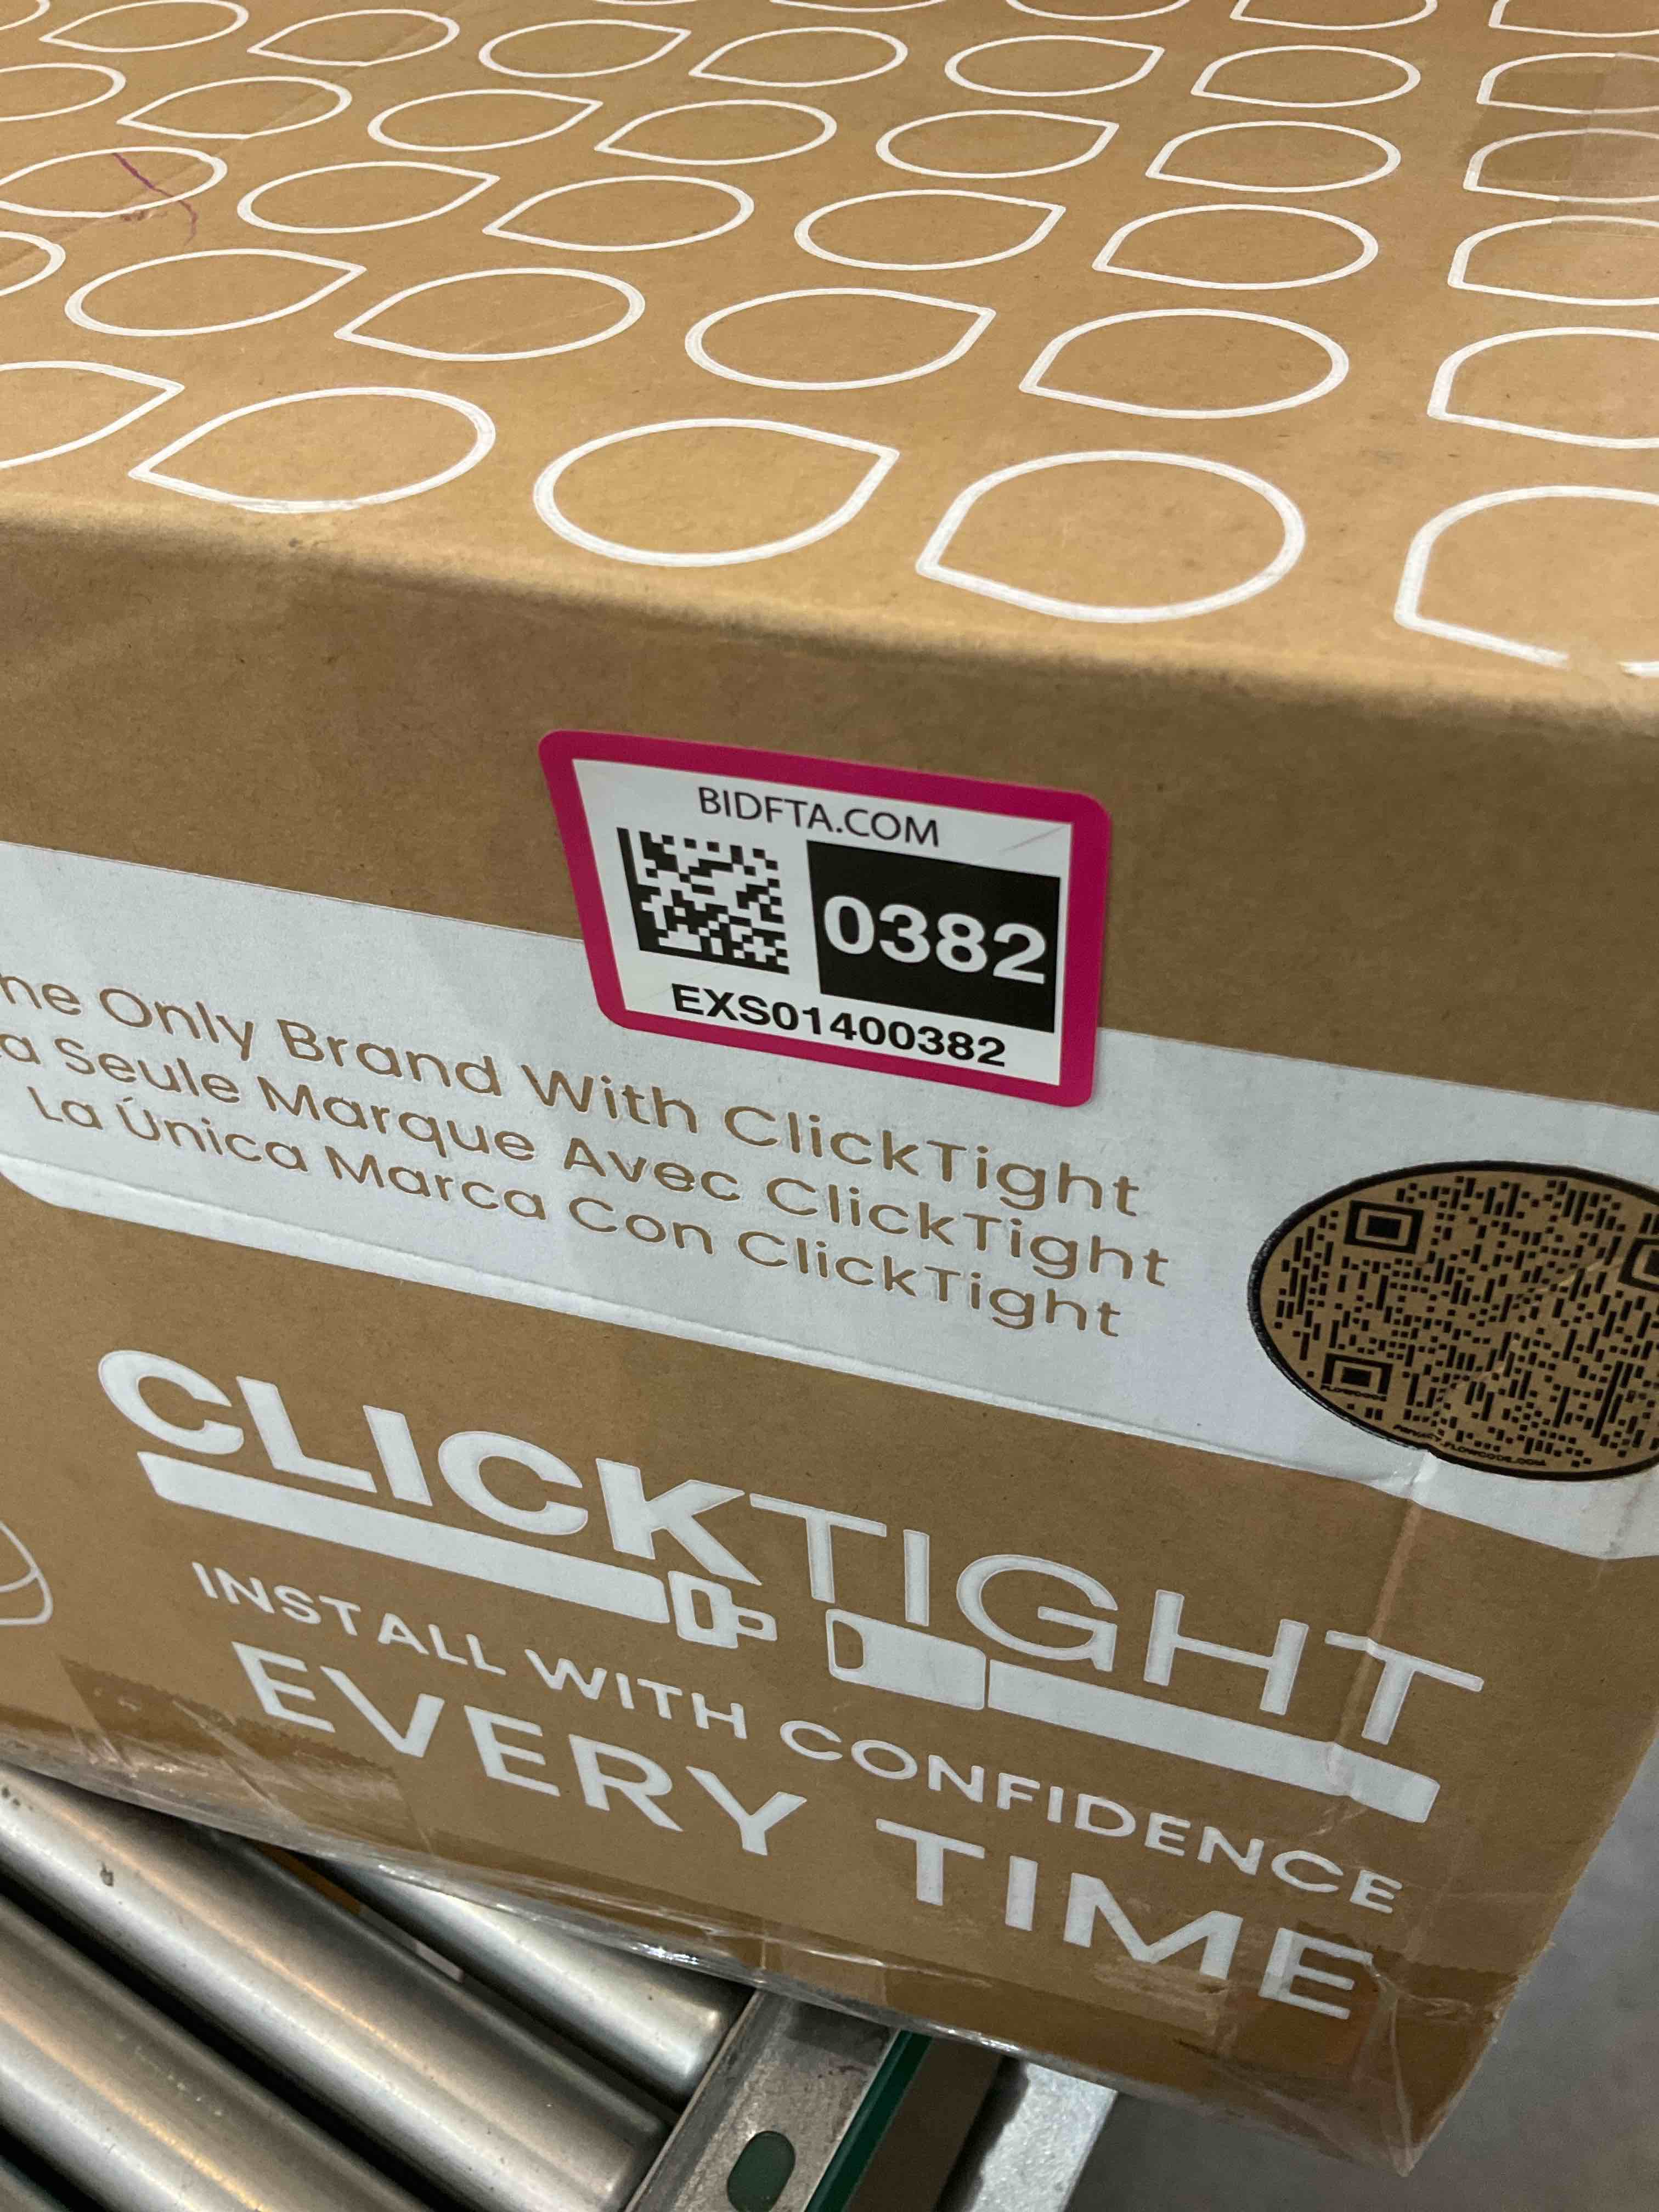 BIDFTA.COM
0382
EXS01400382
Only Brand With ClickTight
Seule Marque Avec ClickTight
La Única Marca Con ClickTight
CLICKTIGHT
INSTALL WITH CONFIDENCE
EVERY TIME